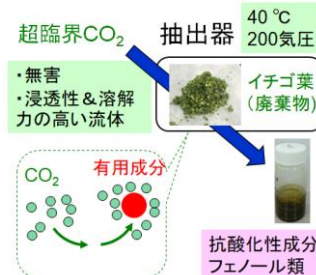 超臨界CO₂
抽出器
40 ℃
200気圧
・無害
・浸透性＆溶解
力の高い流体
イチゴ葉
（廃棄物）
CO₂
有用成分
抗酸化性成分
フェノール類